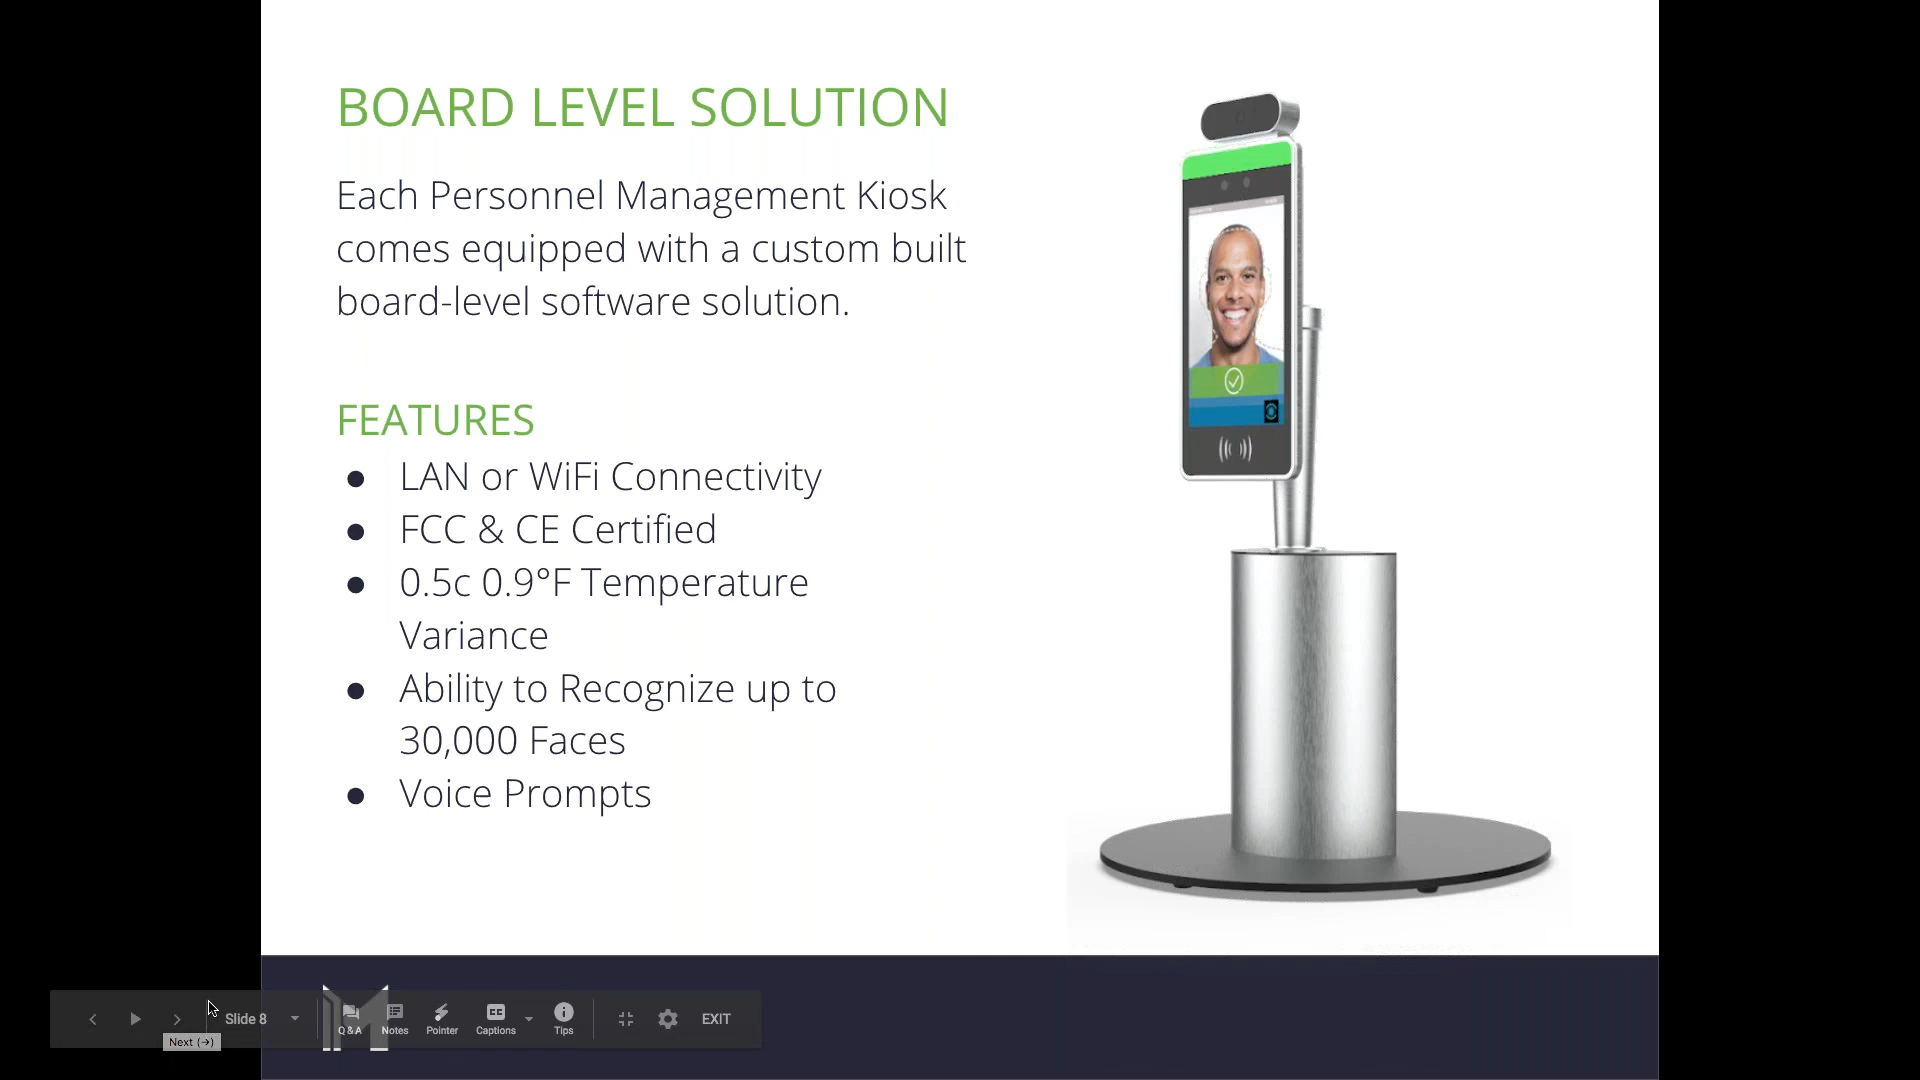 BOARD LEVEL SOLUTION
Each Personnel Management Kiosk
comes equipped with a custom built
board-level software solution.
FEATURES
● LAN or WiFi Connectivity
● FCC & CE Certified
● 0.5c 0.9°F Temperature
Variance
● Ability to Recognize up to
30,000 Faces
● Voice Prompts
Slide 8
Q&A
Notes
Pointer
CC
Captions
Tips
EXIT
Next (→)